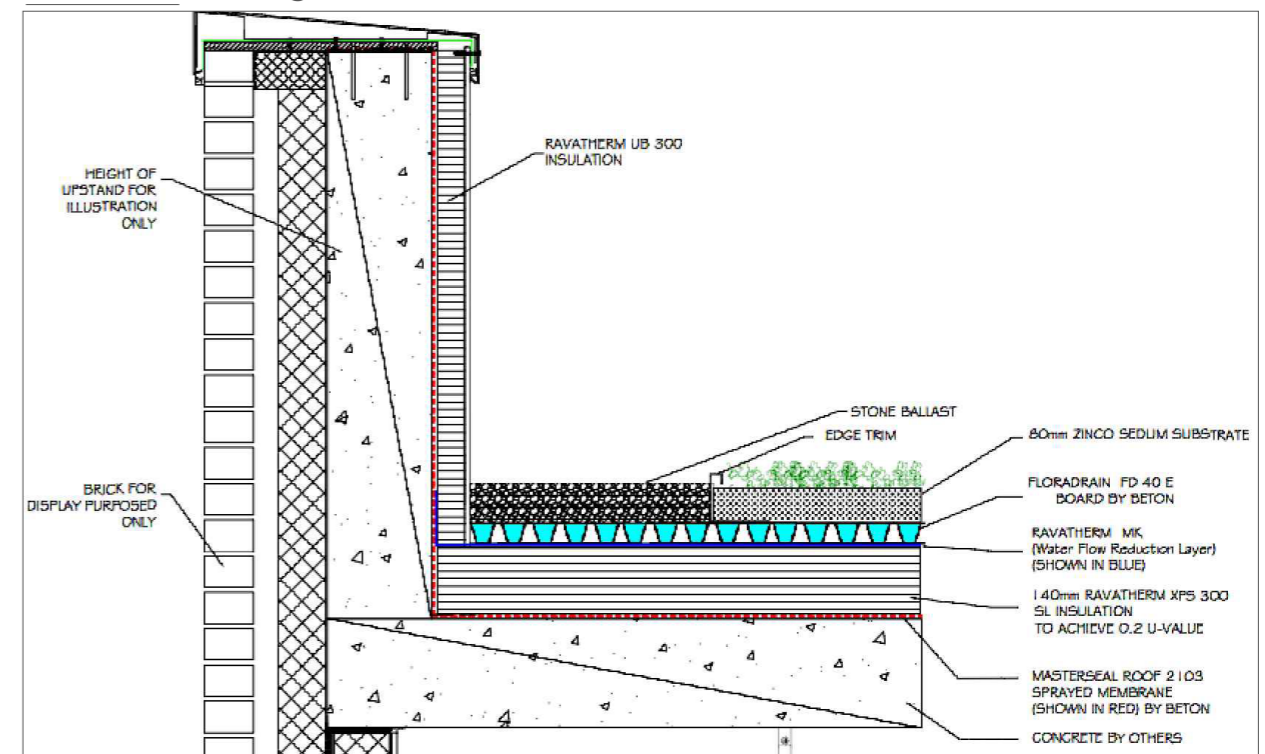 RAVATHERM UB 300
INSULATION
HEIGHT OF
UPSTAND FOR
ILLUSTRATION
ONLY
STONE BALLAST
EDGE TRIM
80mm ZINCO SEDUM SUBSTRATE
FLORADRAIN FD 40 E
BOARD BY BETON
BRICK FOR
DISPLAY PURPOSED
ONLY
RAVATHERM MK
(Water Flow Reduction Layer)
(SHOWN IN BLUE)
140mm RAVATHERM XPS 300
SL INSULATION
TO ACHIEVE 0.2 U-VALUE
MASTERSEAL ROOF 2103
SPRAYED MEMBRANE
(SHOWN IN RED) BY BETON
CONCRETE BY OTHERS